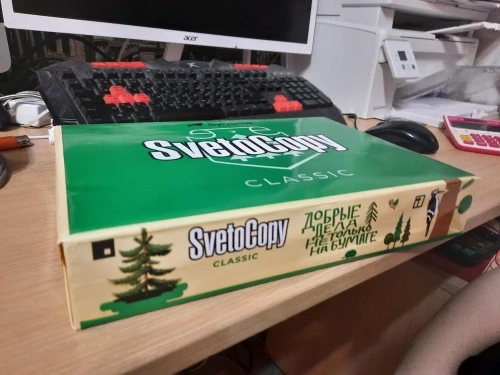 acer
SvetoCopy
CLASSIC
SvetoCopy
CLASSIC
ДОБРЫЕ
ДЕЛА
НЕ ТОЛЬКО
НА БУМАГЕ